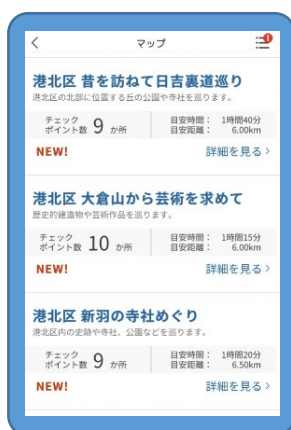 マップ
港北区 昔を訪ねて日吉裏道巡り
港北区の北部に位置する丘の公園や寺社を巡ります。
チェック
ポイント数 9 か所
目安時間： 1時間40分
目安距離： 6.00km
NEW!
詳細を見る
港北区 大倉山から芸術を求めて
歴史的建造物や芸術作品を巡ります。
チェック
ポイント数 10 か所
目安時間： 1時間15分
目安距離： 6.00km
NEW!
詳細を見る
港北区 新羽の寺社めぐり
港北区内の史跡や寺社、公園などを巡ります。
チェック
ポイント数 9 か所
目安時間： 1時間20分
目安距離： 6.50km
NEW!
詳細を見る